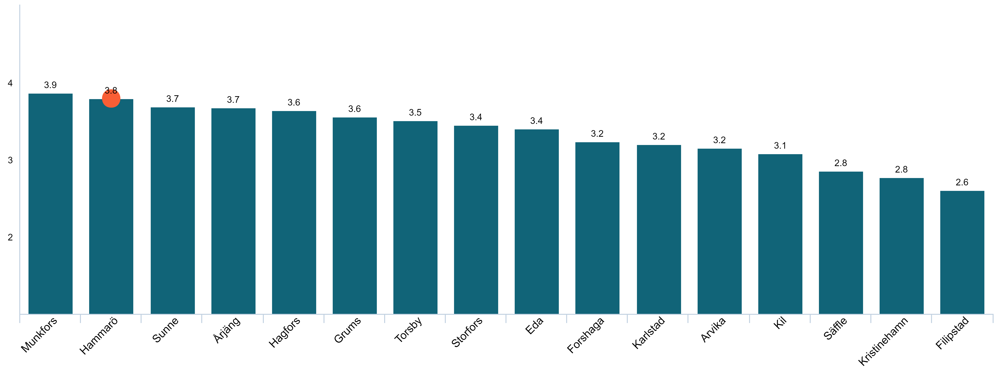 4
3
2
3.9
3.8
3.7
3.7
3.6
3.6
3.5
3.4
3.4
3.2
3.2
3.2
3.1
2.8
2.8
2.6
Munkfors
Hammarö
Sunne
Årjäng
Hagfors
Grums
Torsby
Storfors
Eda
Forshaga
Karlstad
Arvika
Kil
Säffle
Kristinehamn
Filipstad